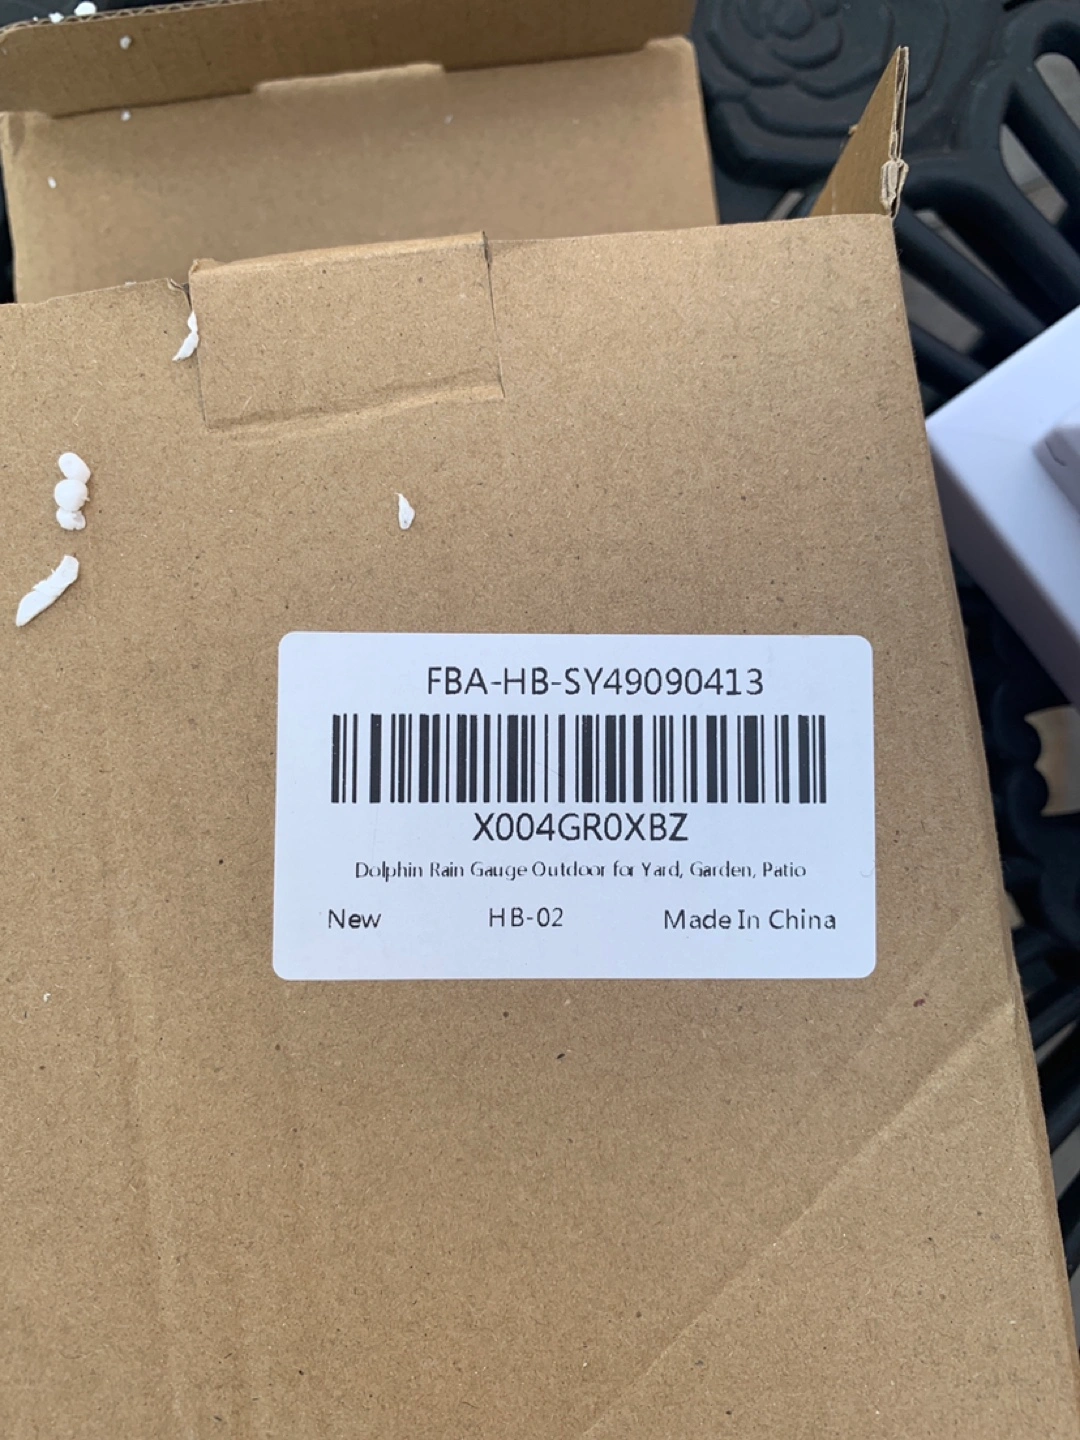 FBA-HB-SY49090413
X004GR0XBZ
Dolphin Rain Gauge Outdoor for Yard, Garden, Patio
New HB-02 Made In China